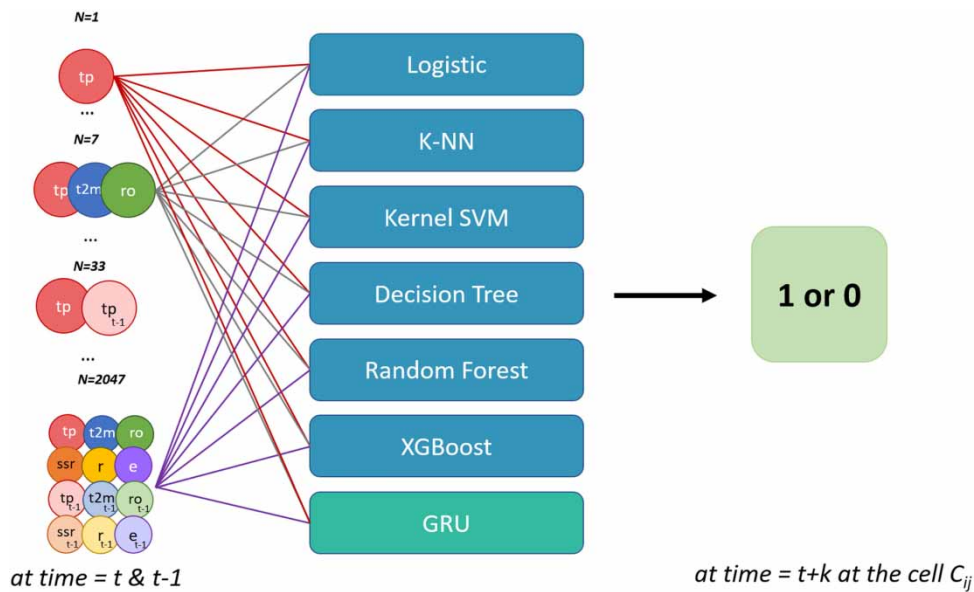 N=1
tp
...
N=7
tp t2m ro
...
N=33
tp tp t-1
...
N=2047
tp t2m ro
ssr r e
tp t-1 t2m t-1 ro t-1
ssr t-1 r t-1 e t-1
at time = t & t-1
Logistic
K-NN
Kernel SVM
Decision Tree
Random Forest
XGBoost
GRU
1 or 0
at time = t+k at the cell Cij